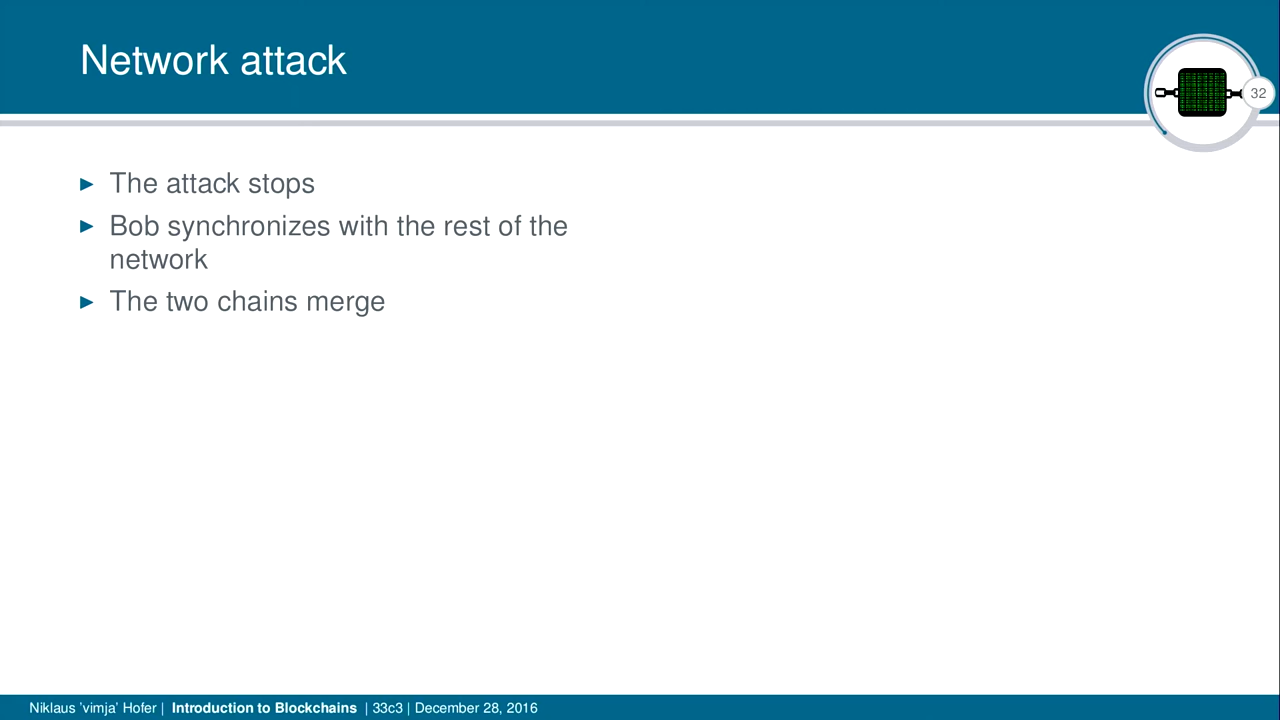 Network attack
32
▶ The attack stops
▶ Bob synchronizes with the rest of the
network
▶ The two chains merge
Niklaus 'vimja' Hofer | Introduction to Blockchains | 33c3 | December 28, 2016